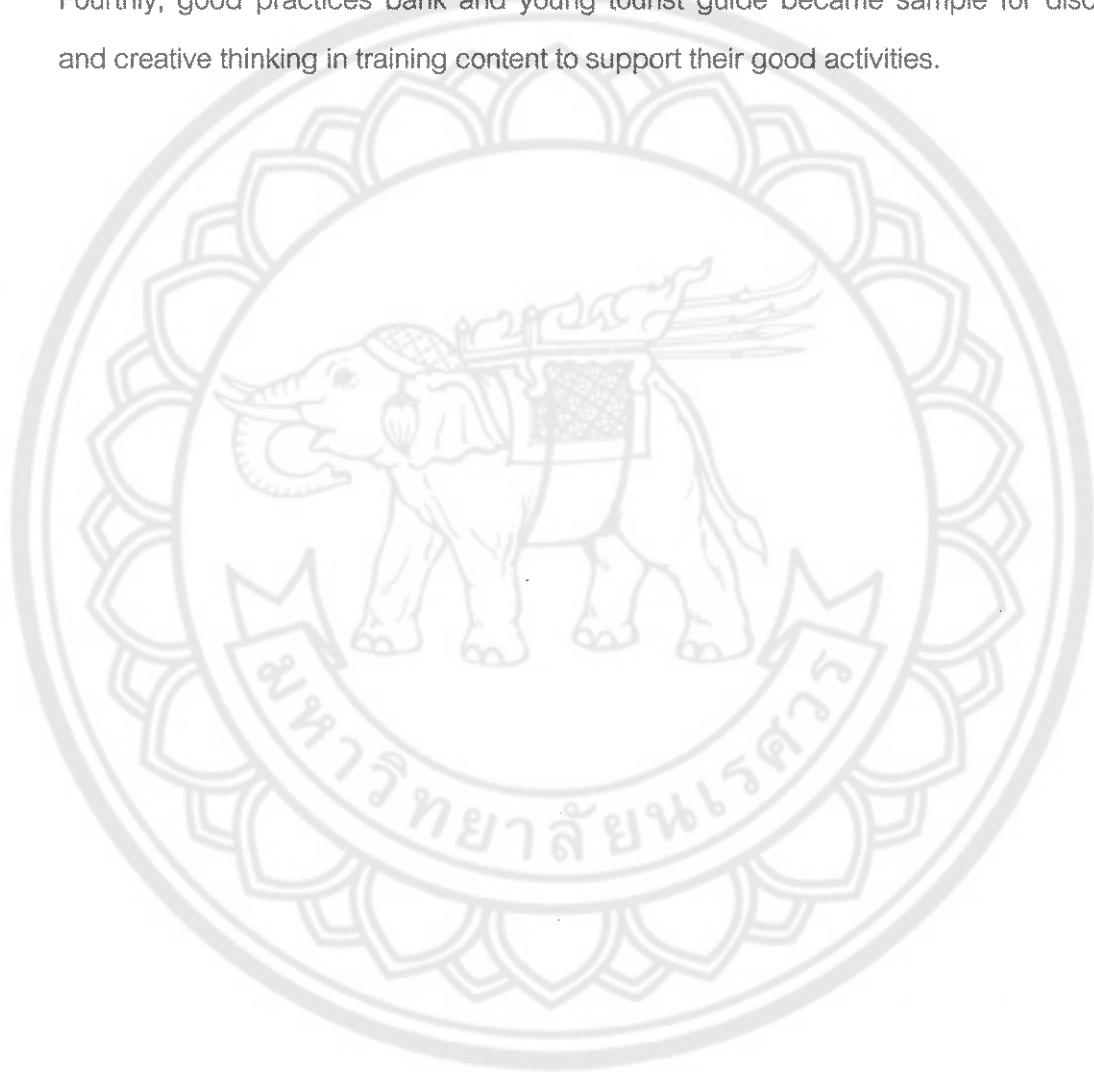 Fourthly, good practices bank and young tourist guide became sample for disc
and creative thinking in training content to support their good activities.
มหาวิทยาลัยนเรศวร